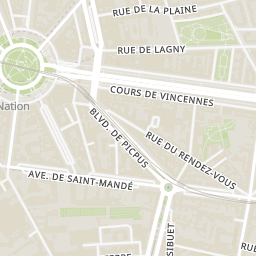 RUE DE LA PLAINE
RUE DE LAGNY
COURS DE VINCENNES
Nation
BLVD. DE PICPUS
RUE DU RENDEZ-VOUS
AVE. DE SAINT-MANDÉ
SIBUET